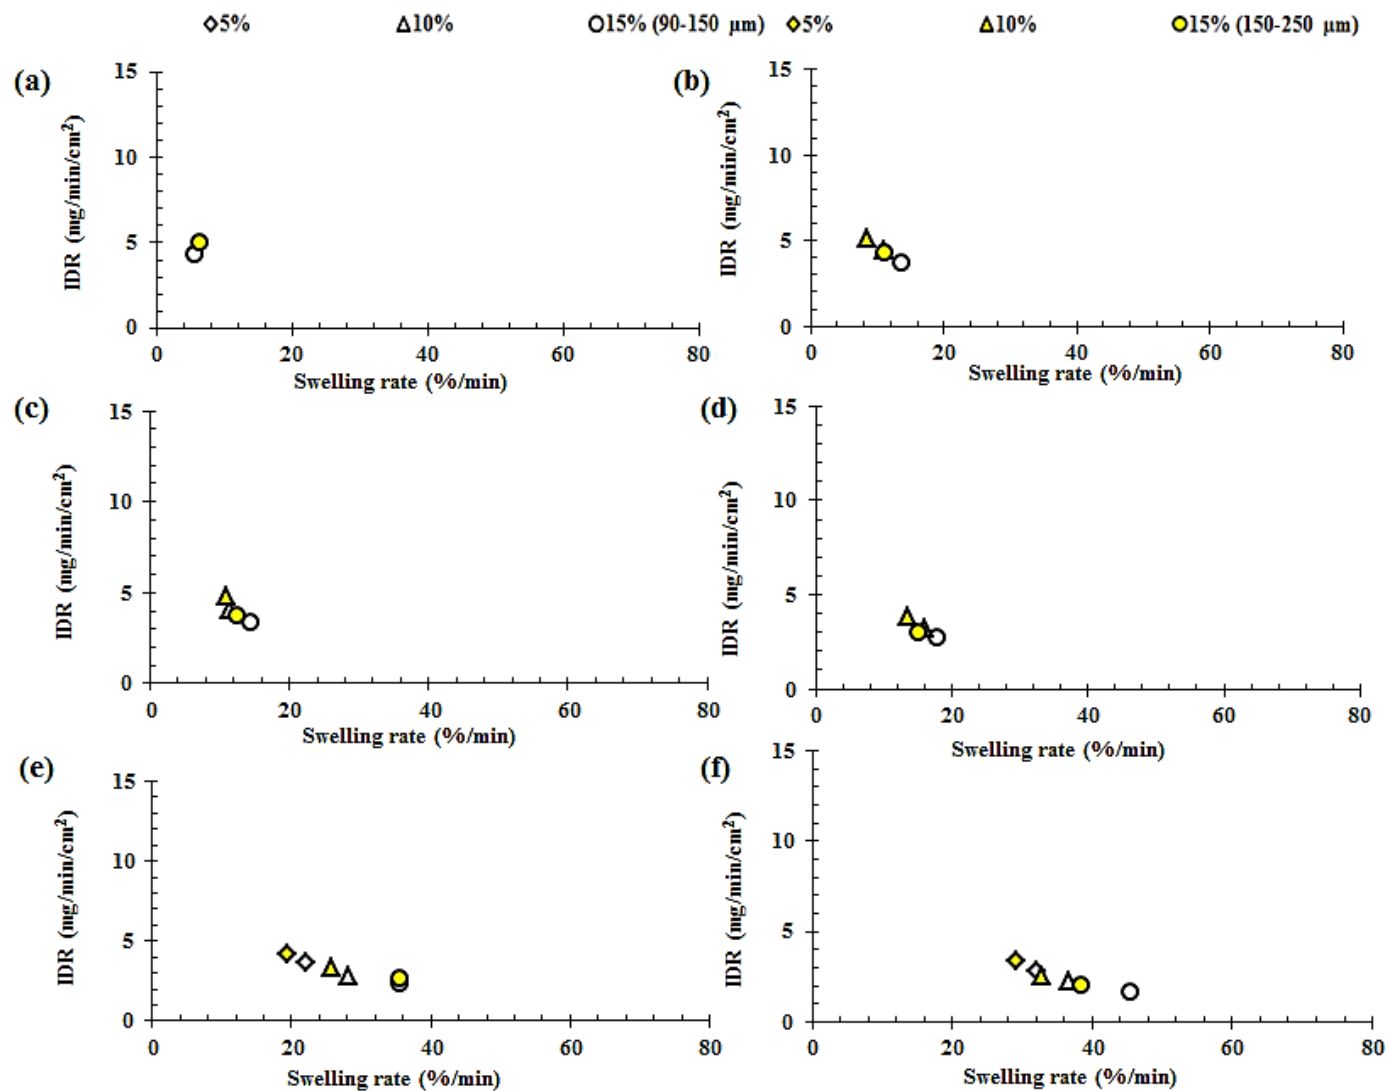 5% 10% 15% (90-150 µm) 5% 10% 15% (150-250 µm)
(a)
IDR (mg/min/cm²)
15
10
5
0
0 20 40 60 80
Swelling rate (%/min)
(b)
IDR (mg/min/cm²)
15
10
5
0
0 20 40 60 80
Swelling rate (%/min)
(c)
IDR (mg/min/cm²)
15
10
5
0
0 20 40 60 80
Swelling rate (%/min)
(d)
IDR (mg/min/cm²)
15
10
5
0
0 20 40 60 80
Swelling rate (%/min)
(e)
IDR (mg/min/cm²)
15
10
5
0
0 20 40 60 80
Swelling rate (%/min)
(f)
IDR (mg/min/cm²)
15
10
5
0
0 20 40 60 80
Swelling rate (%/min)